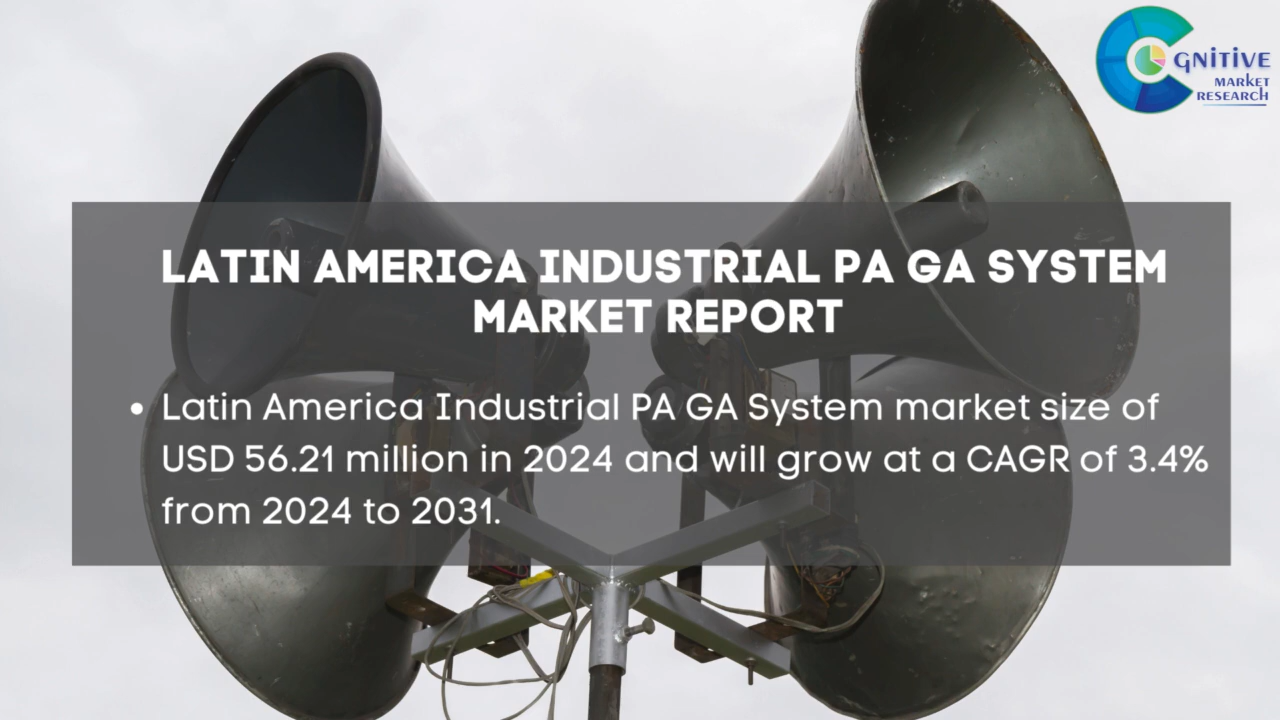 GNITIVE
MARKET
RESEARCH
LATIN AMERICA INDUSTRIAL PA GA SYSTEM
MARKET REPORT
• Latin America Industrial PA GA System market size of
USD 56.21 million in 2024 and will grow at a CAGR of 3.4%
from 2024 to 2031.